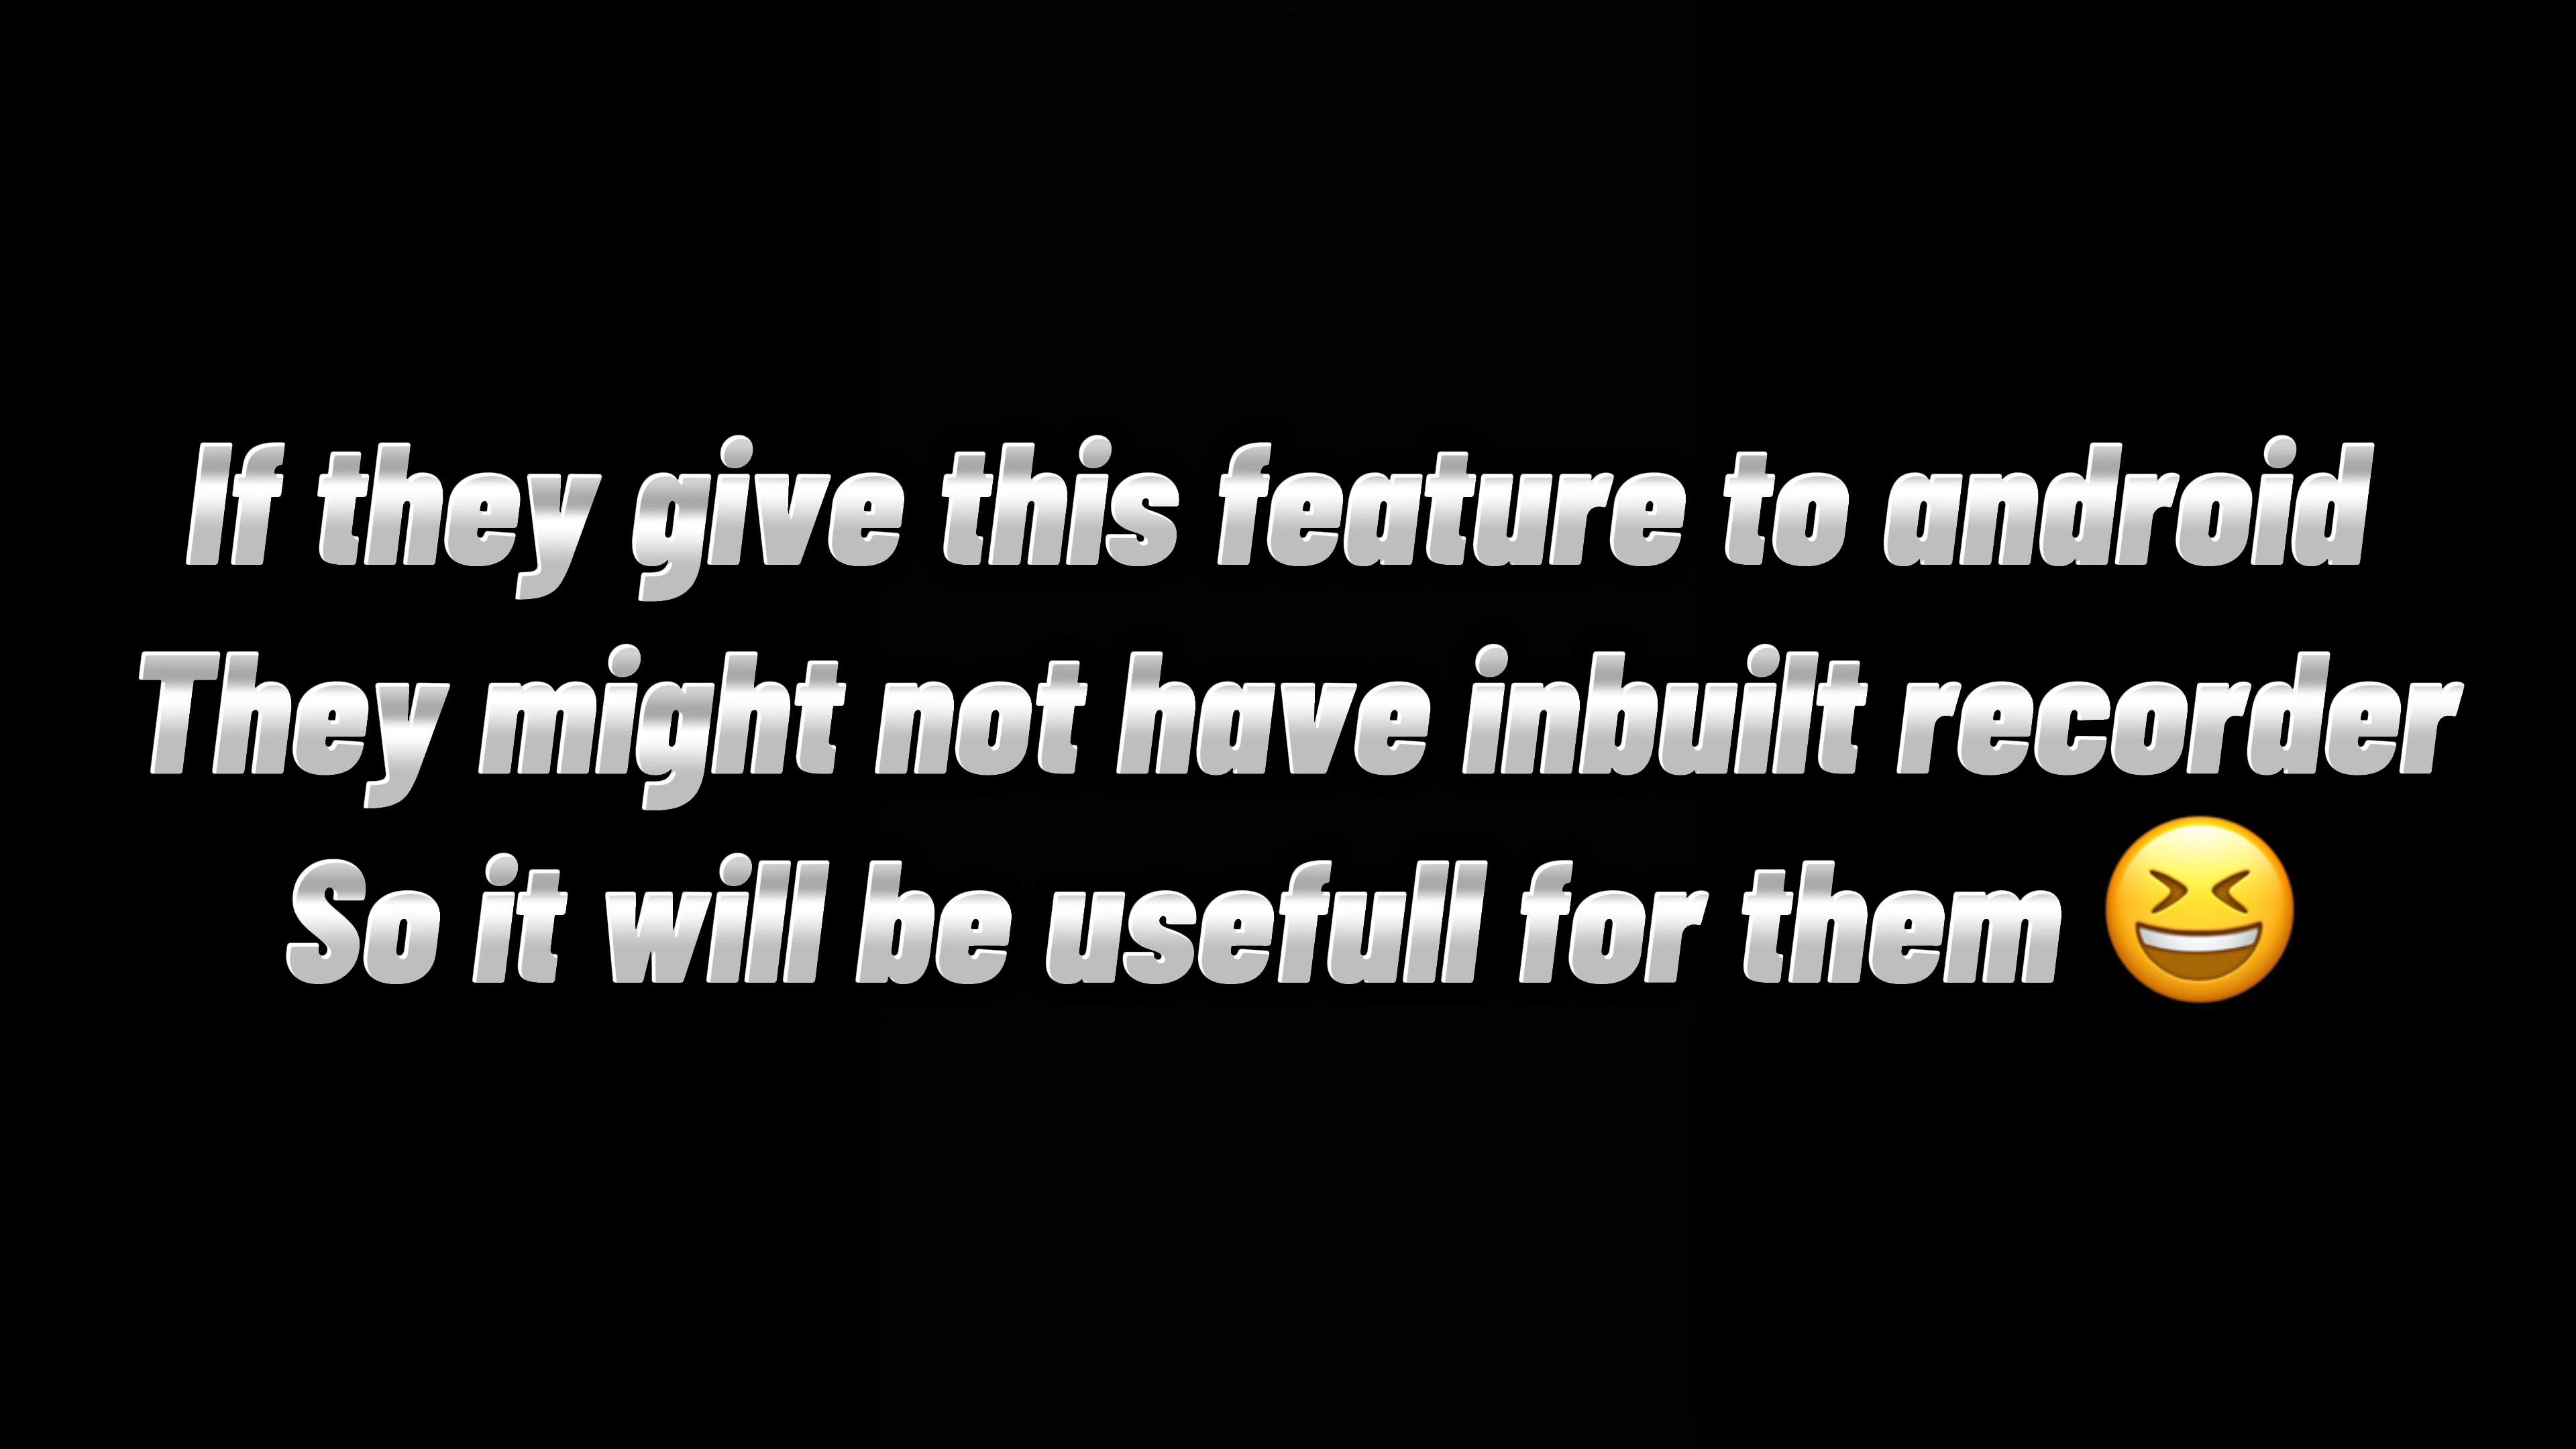 If they give this feature to android
They might not have inbuilt recorder
So it will be usefull for them 😆